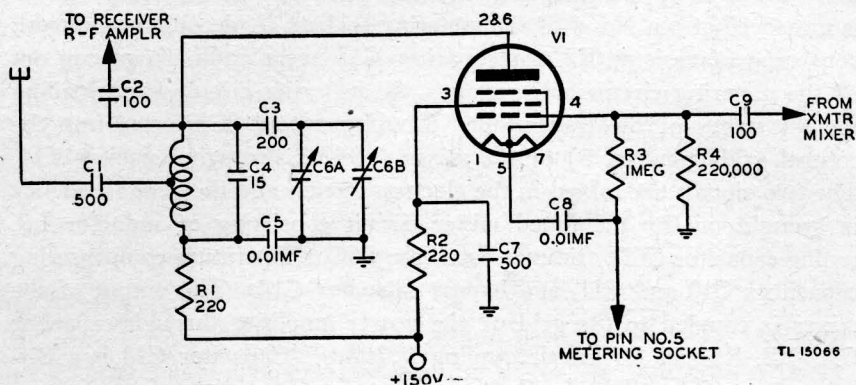 TO RECEIVER
R-F AMPLR
C2
100
C1
500
C3
200
C4
15
C6A
C6B
C5
0.01MF
R1
220
+150V
2&6
V1
3
4
5
7
R2
220
C7
500
C8
0.01MF
R3
1MEG
R4
220,000
C9
100
FROM
XMTR
MIXER
TO PIN NO.5
METERING SOCKET
TL 15066